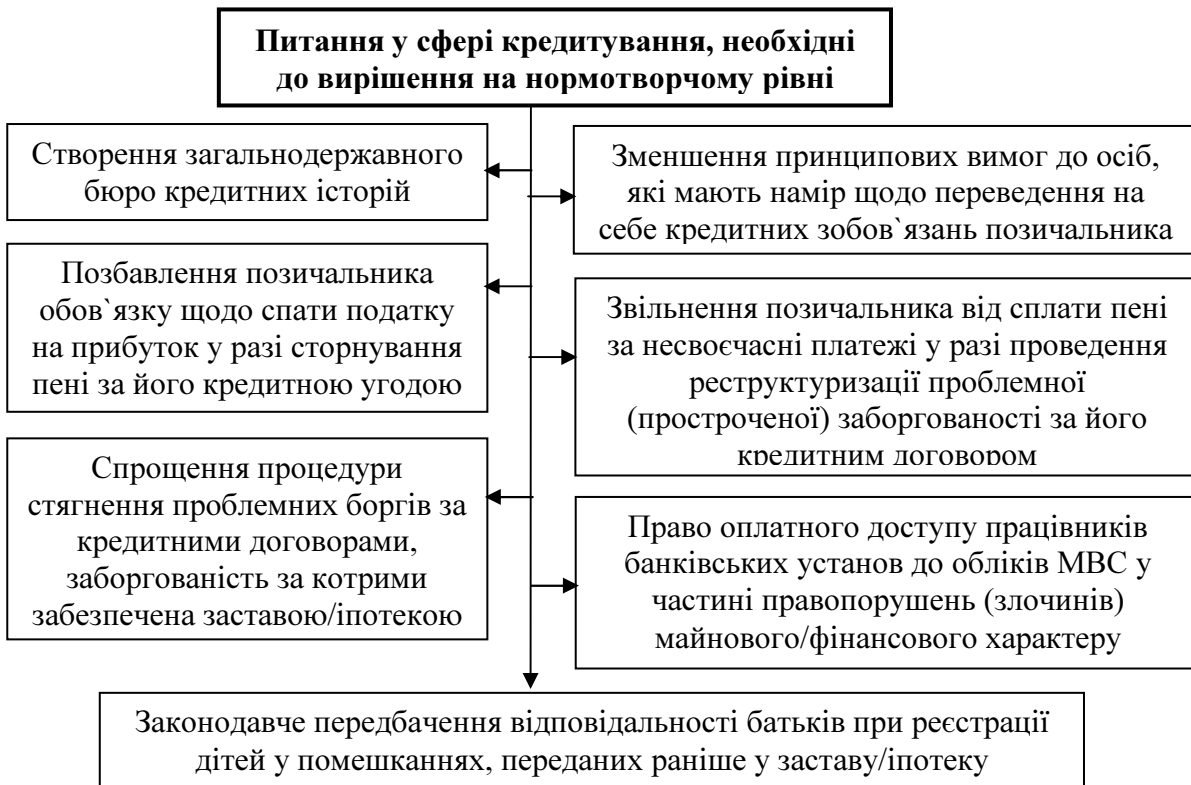 Питання у сфері кредитування, необхідні
до вирішення на нормотворчому рівні
Створення загальнодержавного
бюро кредитних історій
Зменшення принципових вимог до осіб,
які мають намір щодо переведення на
себе кредитних зобов`язань позичальника
Позбавлення позичальника
обов`язку щодо спати податку
на прибуток у разі сторнування
пені за його кредитною угодою
Звільнення позичальника від сплати пені
за несвоєчасні платежі у разі проведення
реструктуризації проблемної
(простроченої) заборгованості за його
кредитним договором
Спрощення процедури
стягнення проблемних боргів за
кредитними договорами,
заборгованість за котрими
забезпечена заставою/іпотекою
Право оплатного доступу працівників
банківських установ до обліків МВС у
частині правопорушень (злочинів)
майнового/фінансового характеру
Законодавче передбачення відповідальності батьків при реєстрації
дітей у помешканнях, переданих раніше у заставу/іпотеку